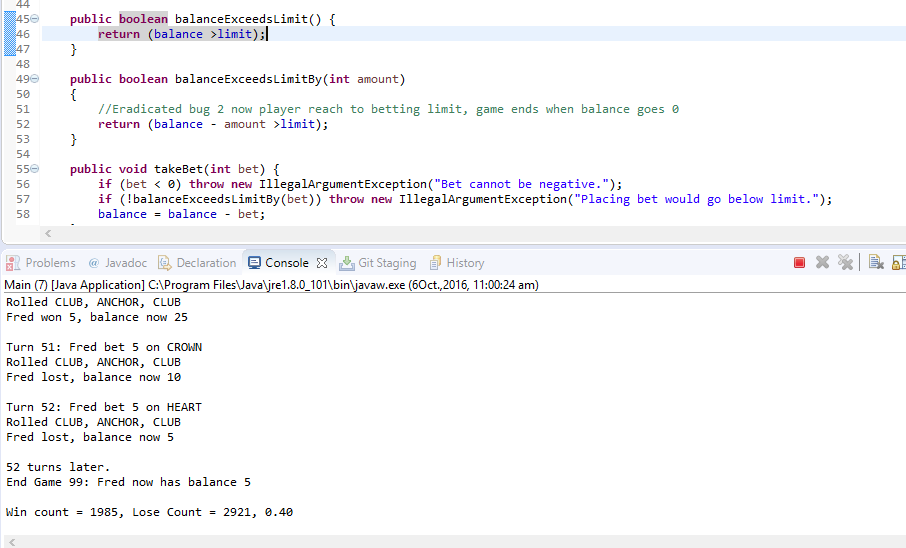 44
45 public boolean balanceExceedsLimit() {
46 return (balance >limit);
47 }
48
49 public boolean balanceExceedsLimitBy(int amount)
50 {
51 //Eradicated bug 2 now player reach to betting limit, game ends when balance goes 0
52 return (balance - amount >limit);
53 }
54
55 public void takeBet(int bet) {
56 if (bet < 0) throw new IllegalArgumentException("Bet cannot be negative.");
57 if (!balanceExceedsLimitBy(bet)) throw new IllegalArgumentException("Placing bet would go below limit.");
58 balance = balance - bet;
Problems @ Javadoc Declaration Console Git Staging History
Main (7) [Java Application] C:\Program Files\Java\jre1.8.0_101\bin\javaw.exe (6Oct.,2016, 11:00:24 am)
Rolled CLUB, ANCHOR, CLUB
Fred won 5, balance now 25
Turn 51: Fred bet 5 on CROWN
Rolled CLUB, ANCHOR, CLUB
Fred lost, balance now 10
Turn 52: Fred bet 5 on HEART
Rolled CLUB, ANCHOR, CLUB
Fred lost, balance now 5
52 turns later.
End Game 99: Fred now has balance 5
Win count = 1985, Lose Count = 2921, 0.40